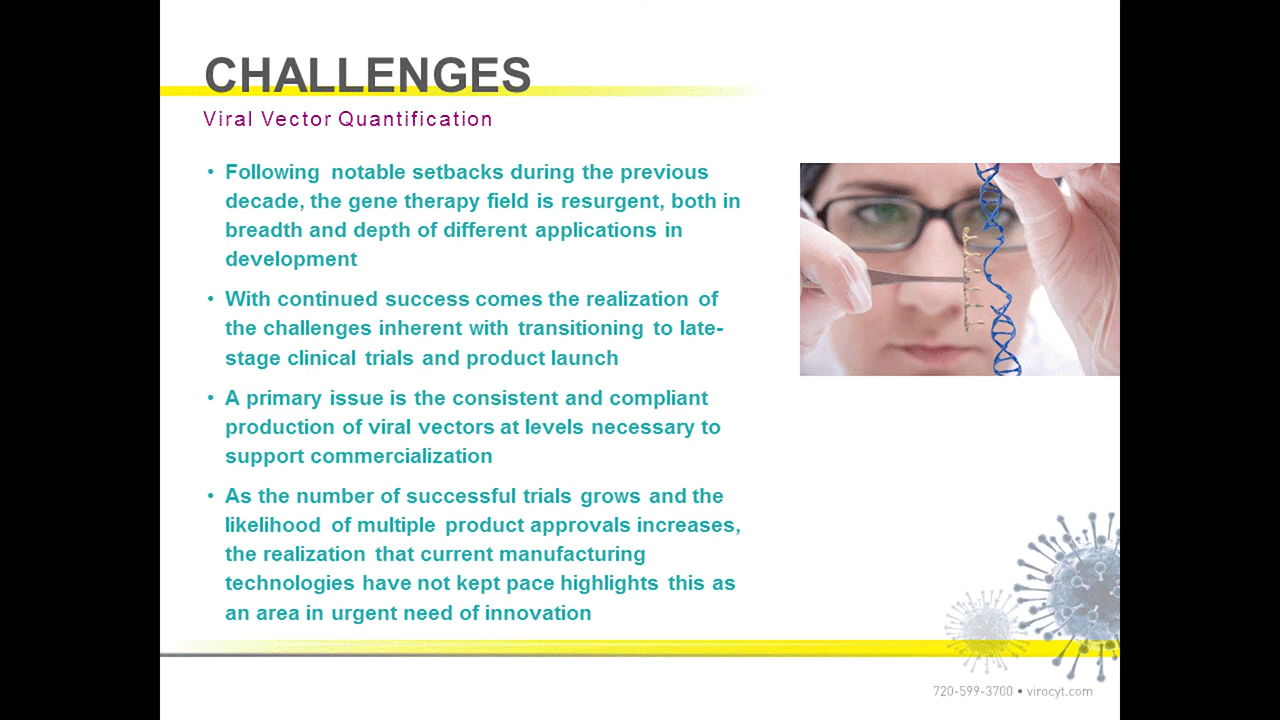 CHALLENGES
Viral Vector Quantification
• Following notable setbacks during the previous
decade, the gene therapy field is resurgent, both in
breadth and depth of different applications in
development
• With continued success comes the realization of
the challenges inherent with transitioning to late-
stage clinical trials and product launch
• A primary issue is the consistent and compliant
production of viral vectors at levels necessary to
support commercialization
• As the number of successful trials grows and the
likelihood of multiple product approvals increases,
the realization that current manufacturing
technologies have not kept pace highlights this as
an area in urgent need of innovation
720-599-3700 • virocyt.com